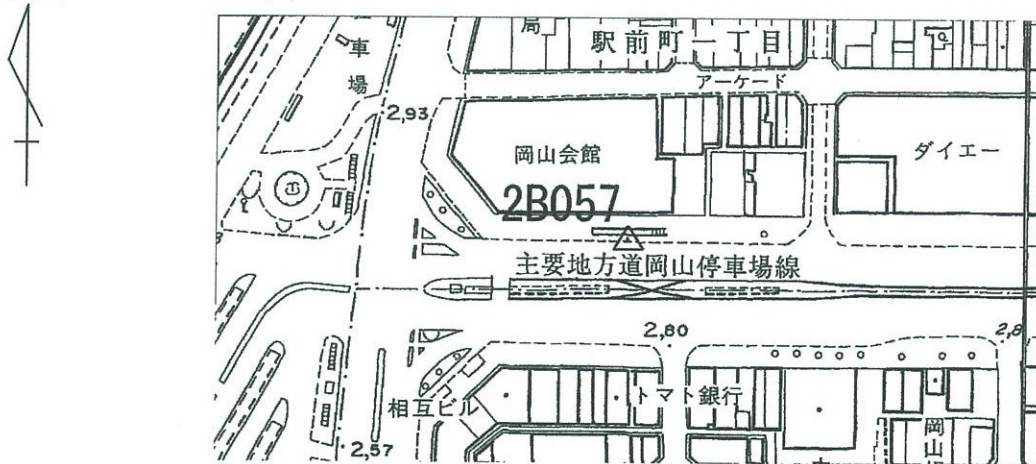 局
駅前町一丁目
車場
アーケード
2,93
岡山会館
ダイエー
2B057
主要地方道岡山停車場線
2,80
2,8
相互ビル
トマト銀行
岡山
2,57